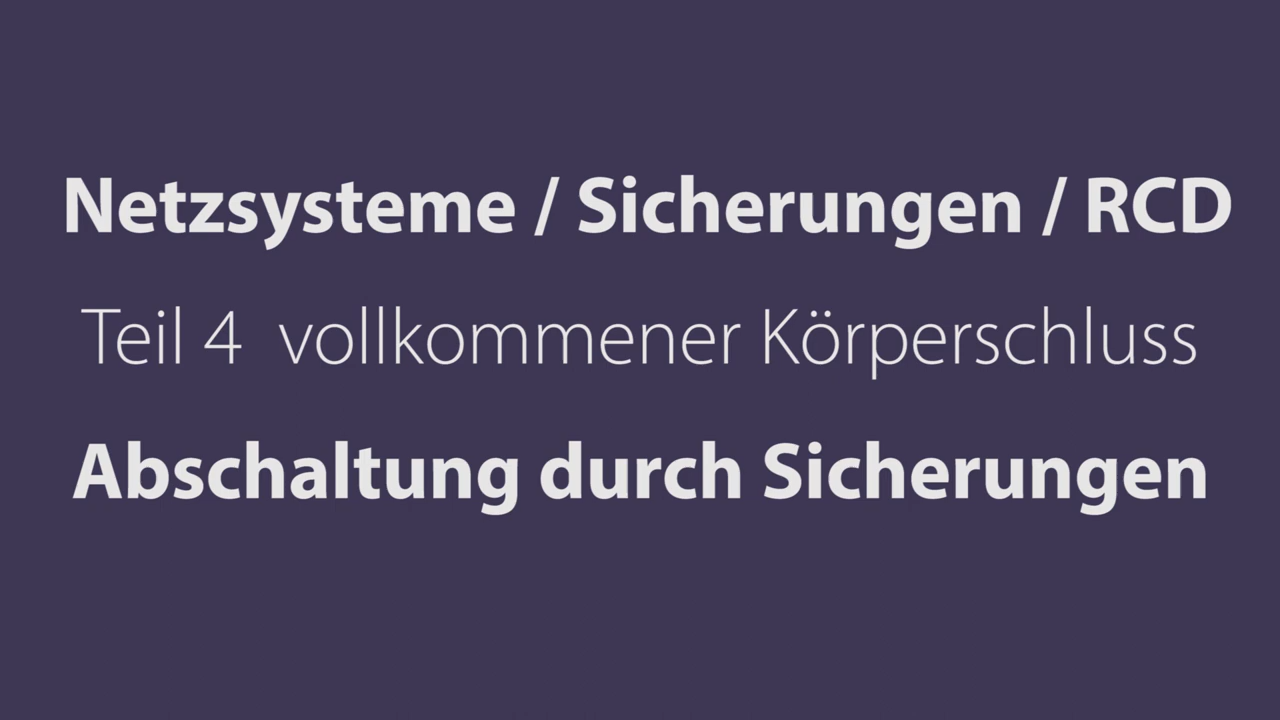 Netzsysteme / Sicherungen / RCD
Teil 4 vollkommener Körperschluss
Abschaltung durch Sicherungen